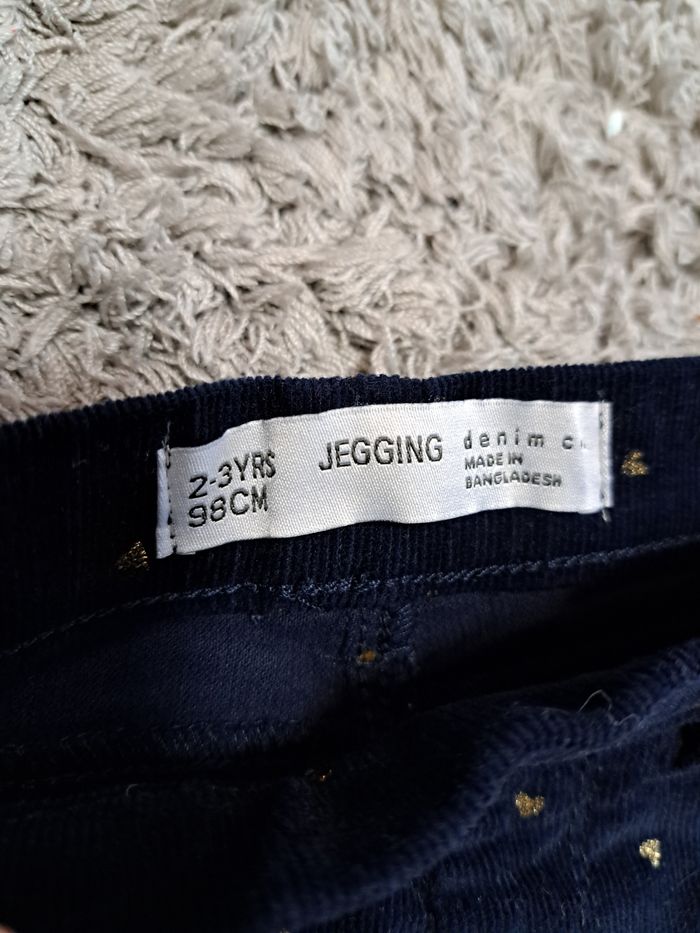 2-3YRS
98CM
JEGGING
denim
MADE IN
BANGLADESH